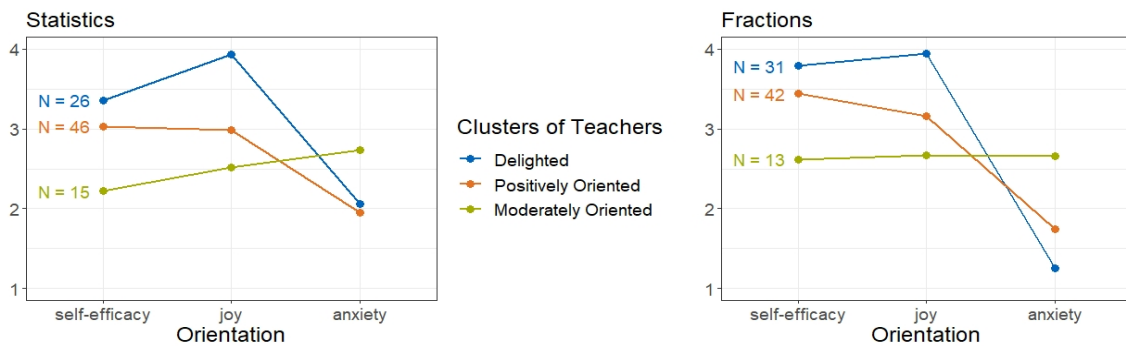 Statistics
4
3
2
1
N = 26
N = 46
N = 15
self-efficacy joy anxiety
Orientation
Clusters of Teachers
Delighted
Positively Oriented
Moderately Oriented
Fractions
4
3
2
1
N = 31
N = 42
N = 13
self-efficacy joy anxiety
Orientation